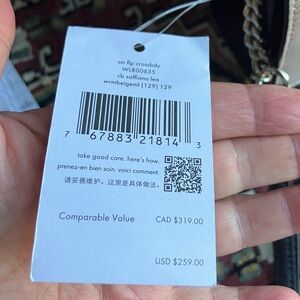 sm flp crossbdy
WLR00635
cb saffiano lea
wrmbeigeml (129) 129
7 67883 21814 3
take good care. here's how.
prenez-en bien soin. voici comment.
请妥善维护。这里是具体做法。
Comparable Value CAD $319.00
USD $259.00